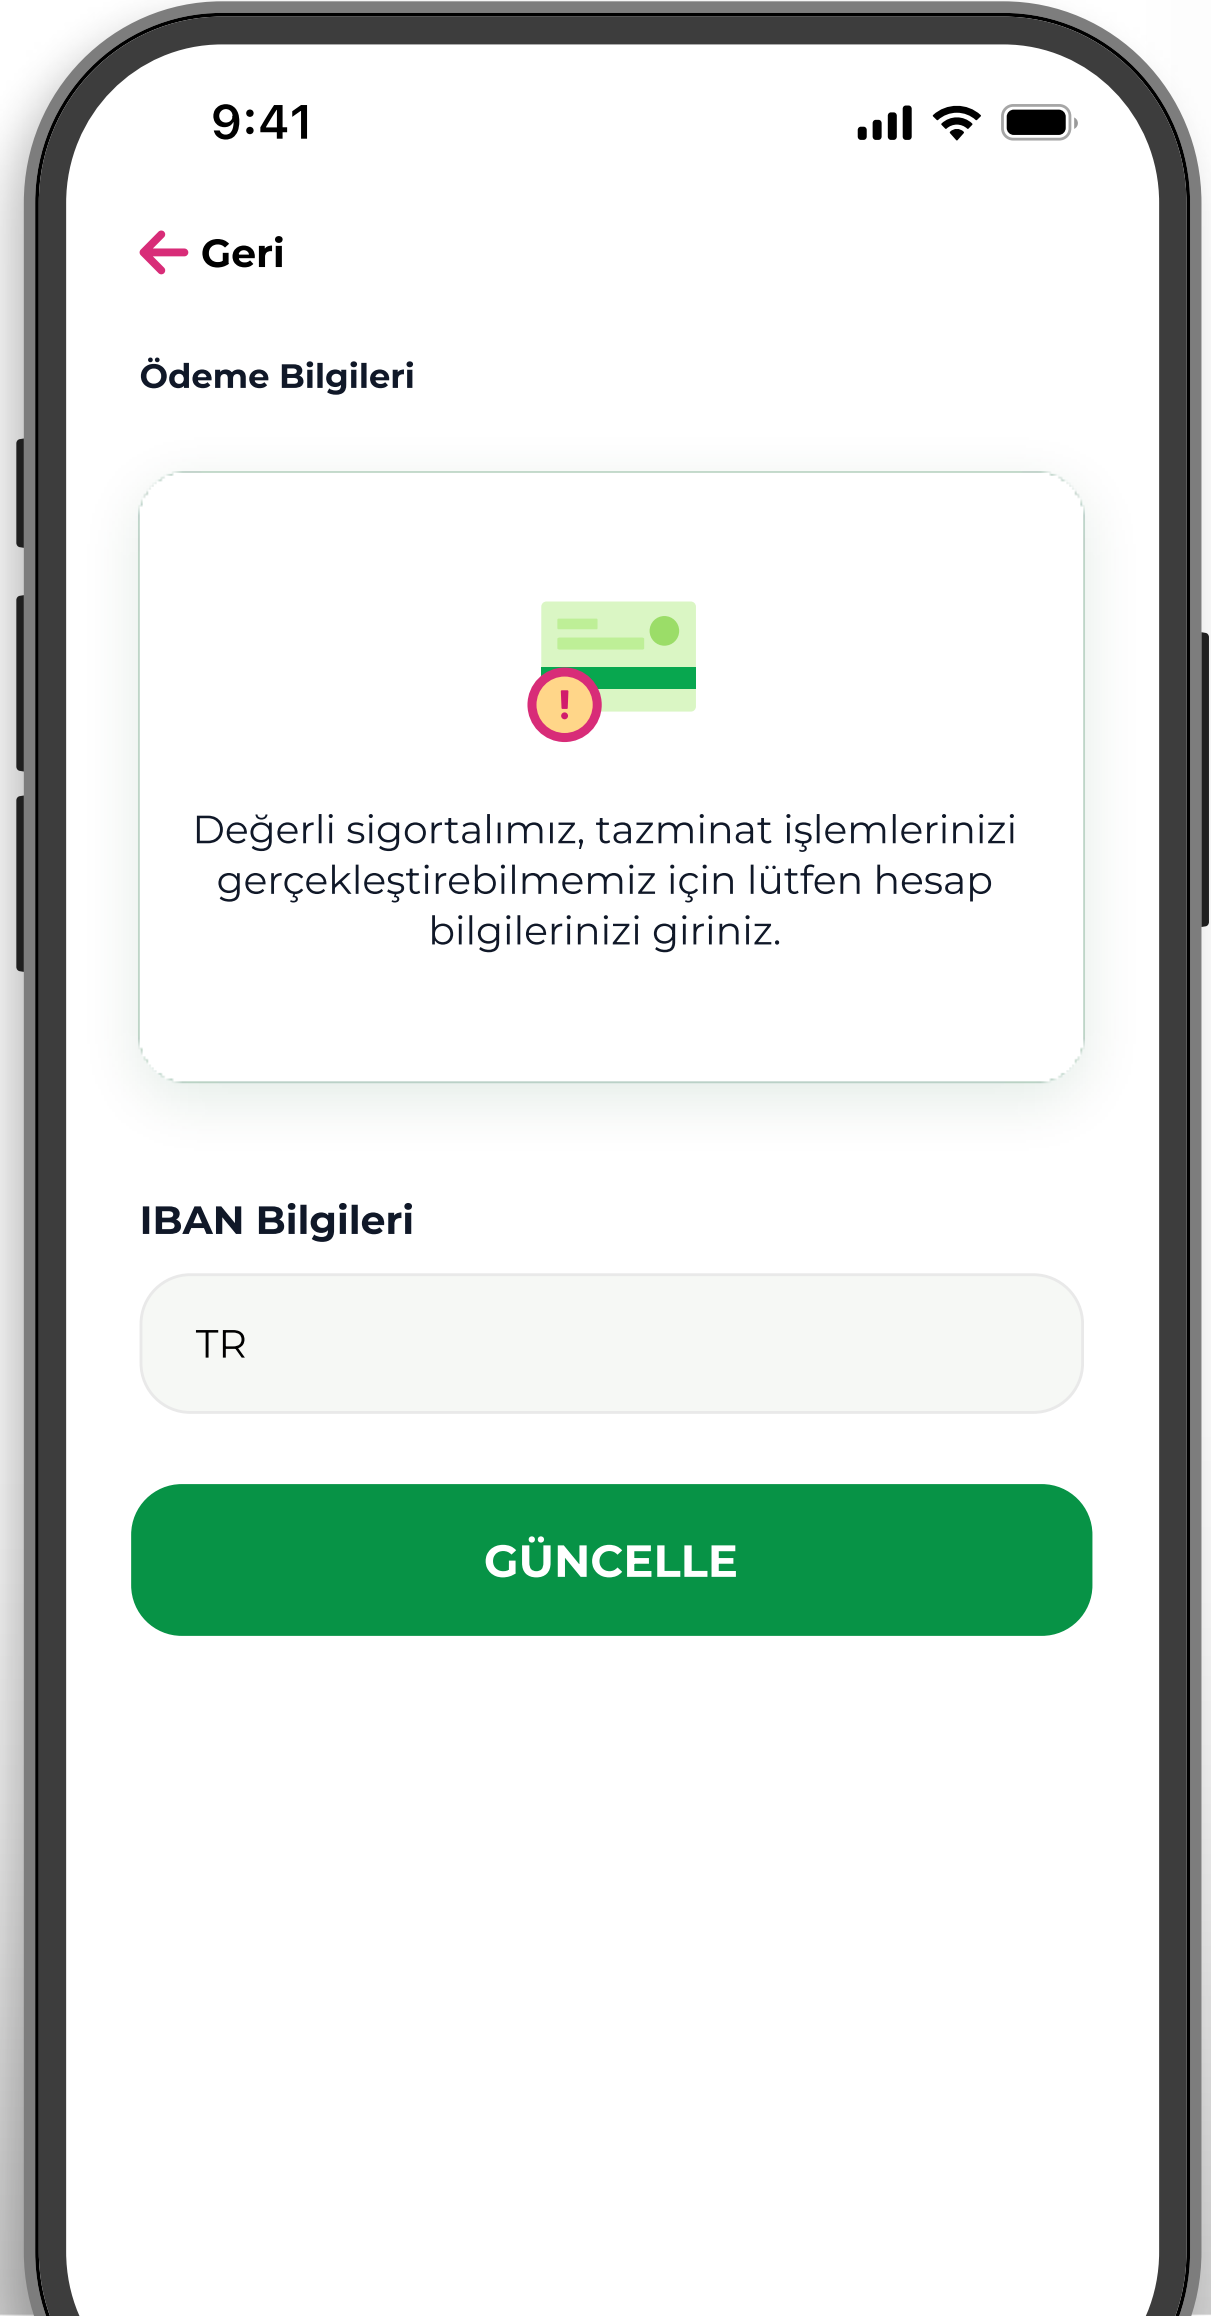 9:41
Geri
Ödeme Bilgileri
!
Değerli sigortalımız, tazminat işlemlerinizi
gerçekleştirebilmemiz için lütfen hesap
bilgilerinizi giriniz.
IBAN Bilgileri
TR
GÜNCELLE